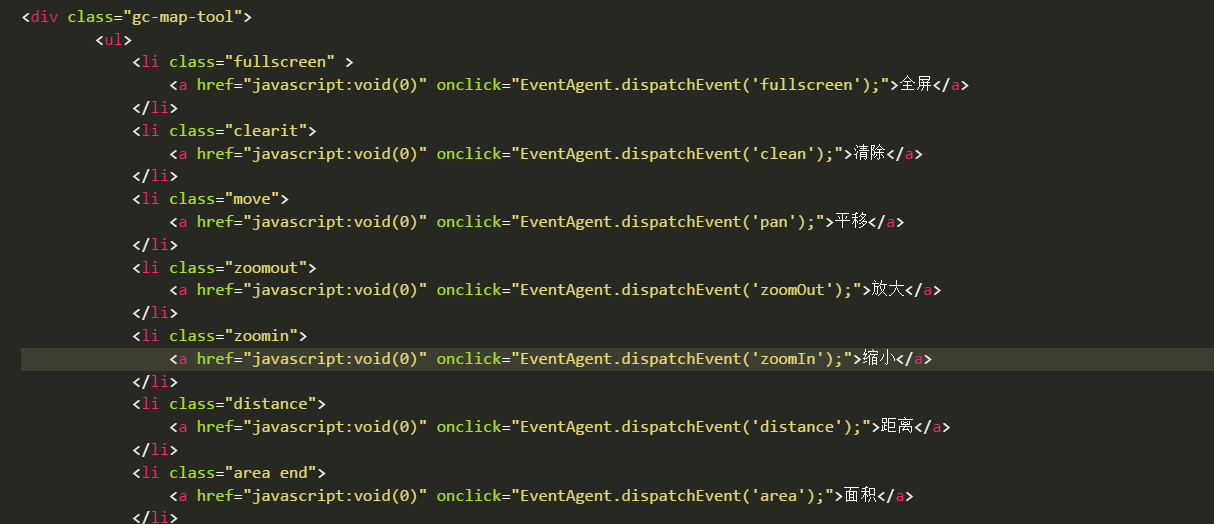 <div class="gc-map-tool">
<ul>
<li class="fullscreen" >
<a href="javascript:void(0)" onclick="EventAgent.dispatchEvent('fullscreen');">全屏</a>
</li>
<li class="clearit">
<a href="javascript:void(0)" onclick="EventAgent.dispatchEvent('clean');">清除</a>
</li>
<li class="move">
<a href="javascript:void(0)" onclick="EventAgent.dispatchEvent('pan');">平移</a>
</li>
<li class="zoomout">
<a href="javascript:void(0)" onclick="EventAgent.dispatchEvent('zoomOut');">放大</a>
</li>
<li class="zoomin">
<a href="javascript:void(0)" onclick="EventAgent.dispatchEvent('zoomIn');">缩小</a>
</li>
<li class="distance">
<a href="javascript:void(0)" onclick="EventAgent.dispatchEvent('distance');">距离</a>
</li>
<li class="area end">
<a href="javascript:void(0)" onclick="EventAgent.dispatchEvent('area');">面积</a>
</li>